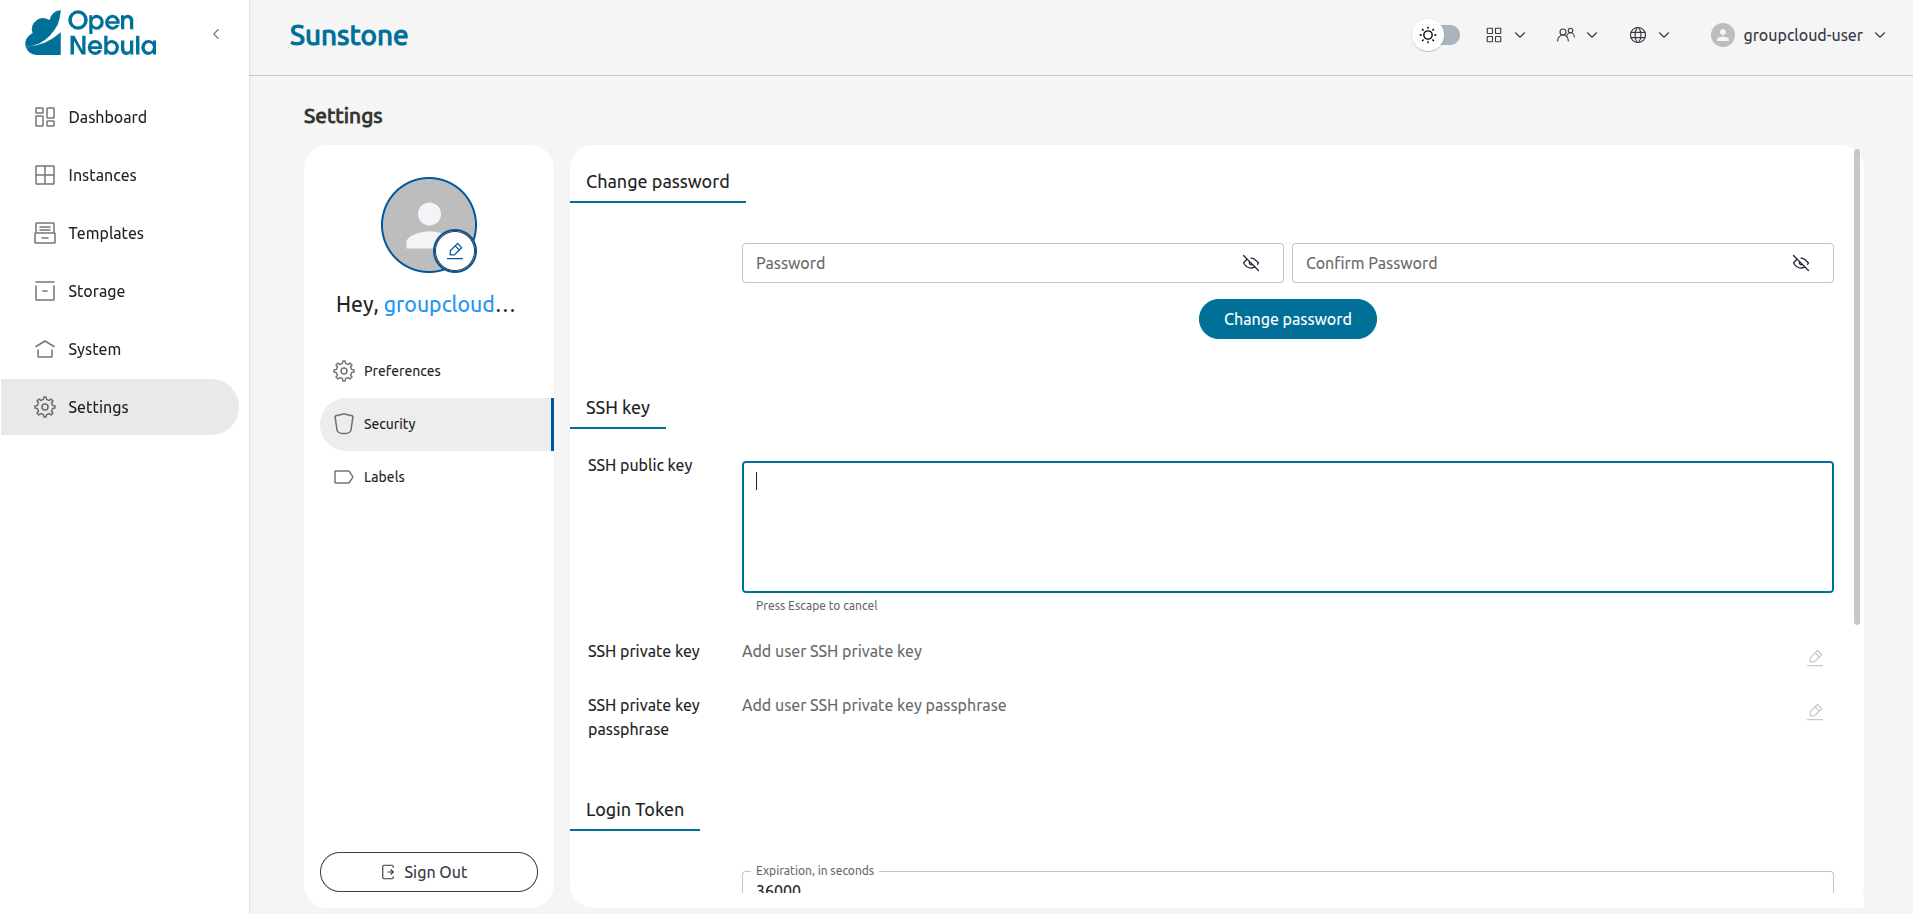 Open
Nebula
Sunstone
groupcloud-user
Dashboard
Instances
Templates
Storage
System
Settings
Settings
Hey, groupcloud...
Preferences
Security
Labels
Sign Out
Change password
Password
Confirm Password
Change password
SSH key
SSH public key
Press Escape to cancel
SSH private key
Add user SSH private key
SSH private key
passphrase
Add user SSH private key passphrase
Login Token
Expiration, in seconds
36000